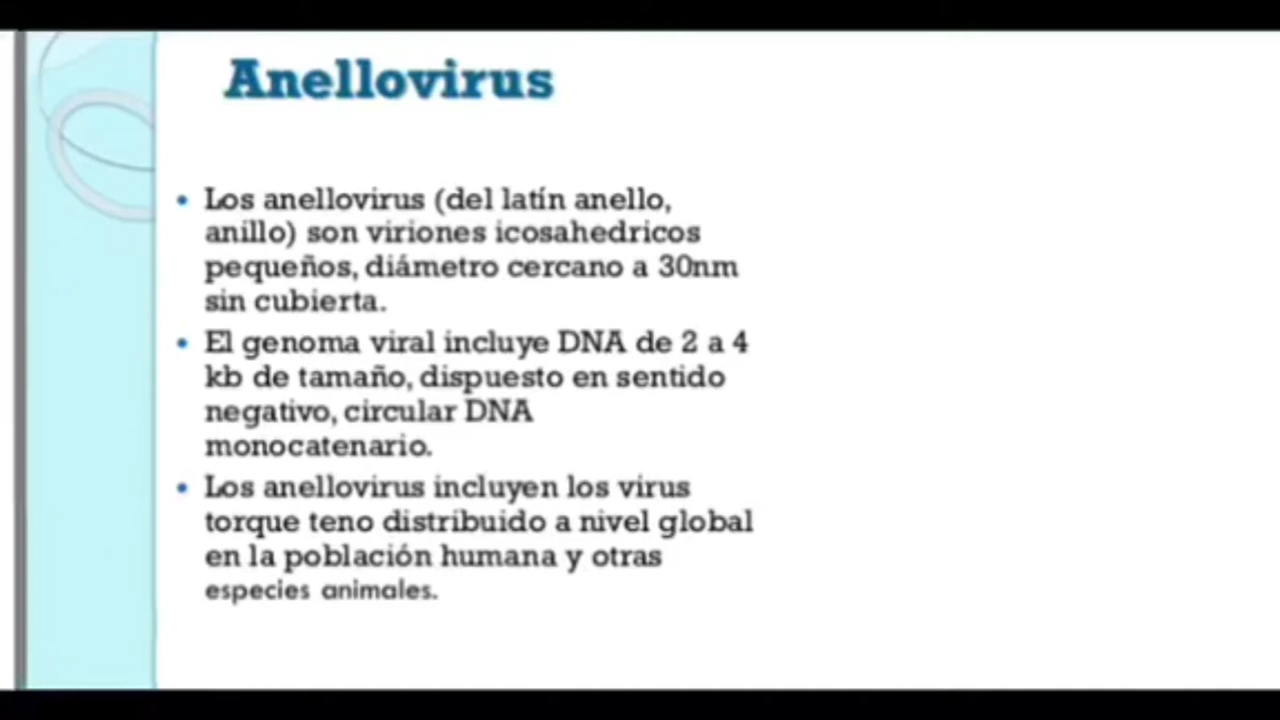 Anellovirus
• Los anellovirus (del latín anello,
anillo) son viriones icosahedricos
pequeños, diámetro cercano a 30nm
sin cubierta.
• El genoma viral incluye DNA de 2 a 4
kb de tamaño, dispuesto en sentido
negativo, circular DNA
monocatenario.
• Los anellovirus incluyen los virus
torque teno distribuido a nivel global
en la población humana y otras
especies animales.